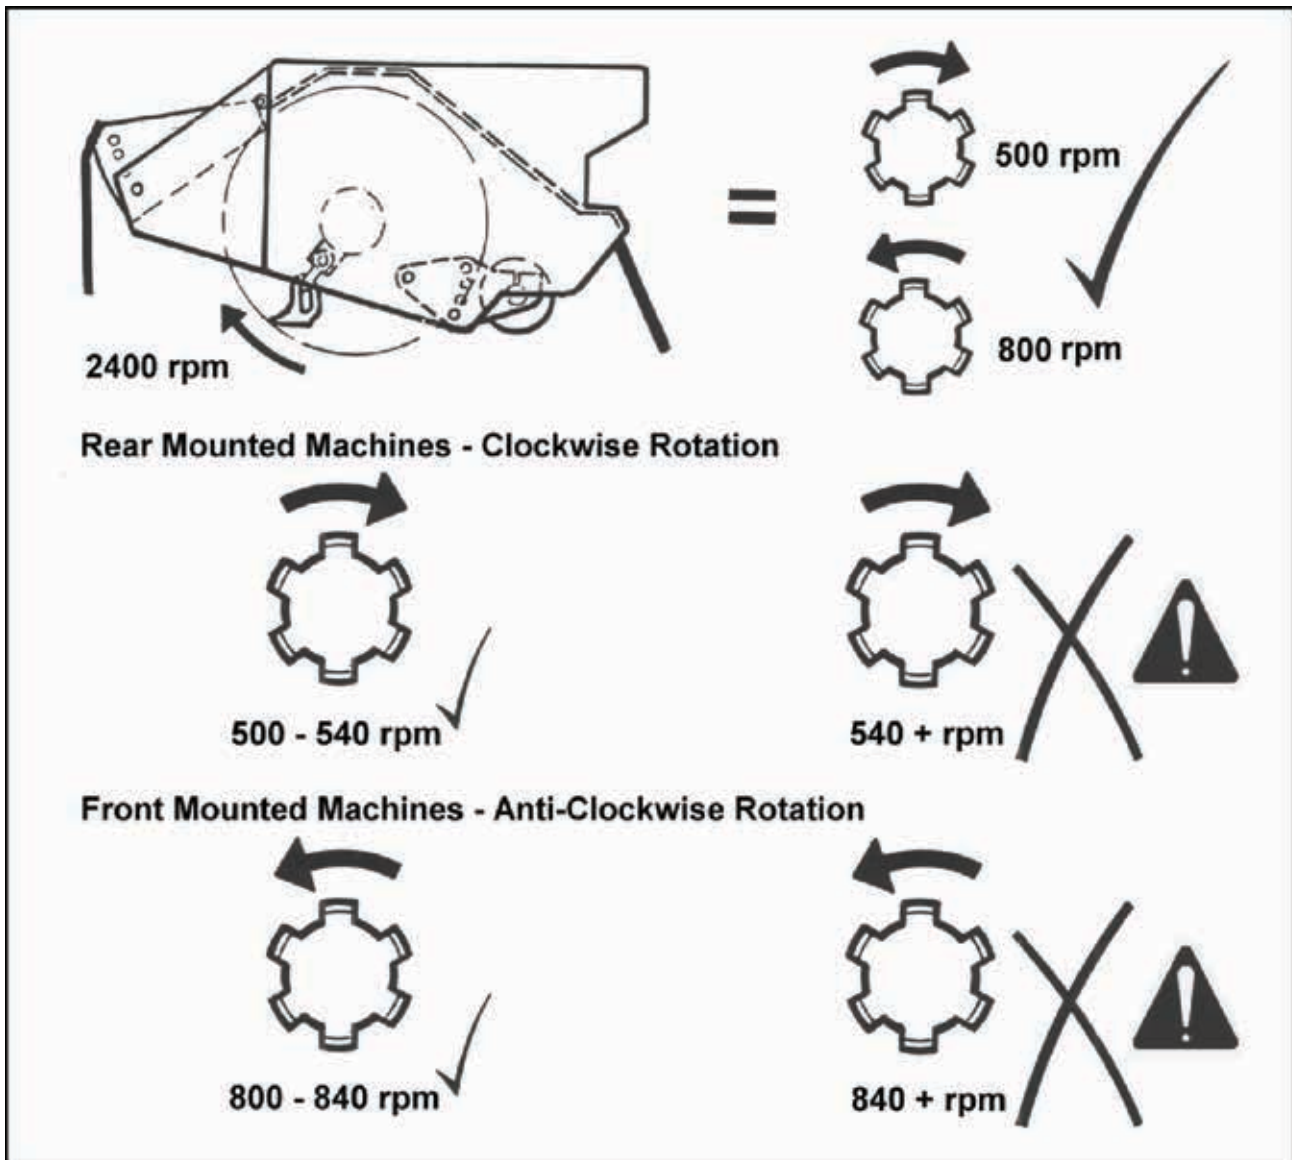 500 rpm
800 rpm
2400 rpm
Rear Mounted Machines - Clockwise Rotation
500 - 540 rpm
540 + rpm
Front Mounted Machines - Anti-Clockwise Rotation
800 - 840 rpm
840 + rpm